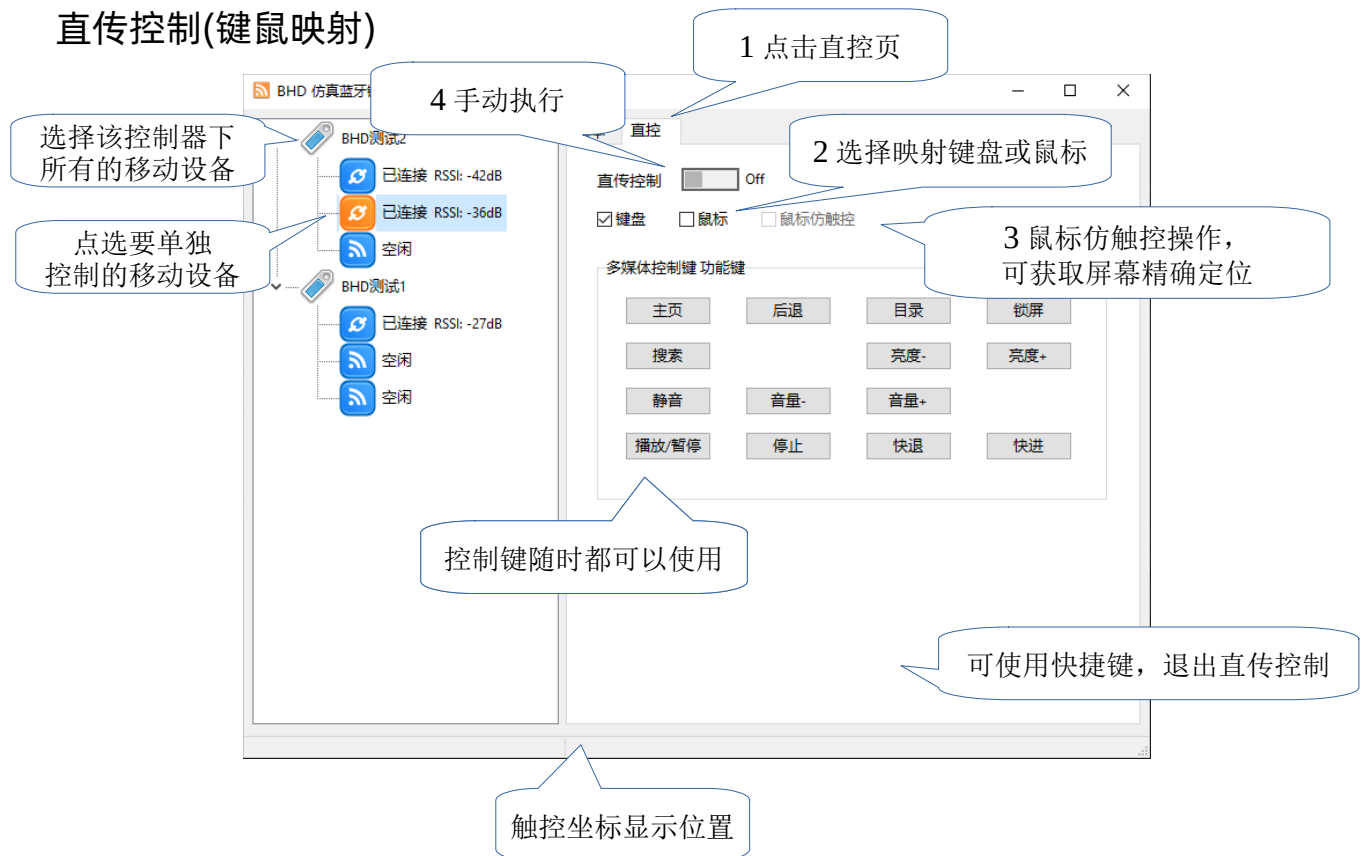 直传控制(键鼠映射)
1 点击直控页
BHD 仿真蓝牙
4 手动执行
选择该控制器下
所有的移动设备
BHD测试2
直控
2 选择映射键盘或鼠标
已连接 RSSI: -42dB
直传控制
Off
已连接 RSSI: -36dB
键盘
鼠标
鼠标仿触控
点选要单独
控制的移动设备
空闲
3 鼠标仿触控操作，
可获取屏幕精确定位
多媒体控制键 功能键
BHD测试1
主页
后退
目录
锁屏
已连接 RSSI: -27dB
空闲
搜索
亮度-
亮度+
空闲
静音
音量-
音量+
播放/暂停
停止
快退
快进
控制键随时都可以使用
可使用快捷键，退出直传控制
触控坐标显示位置